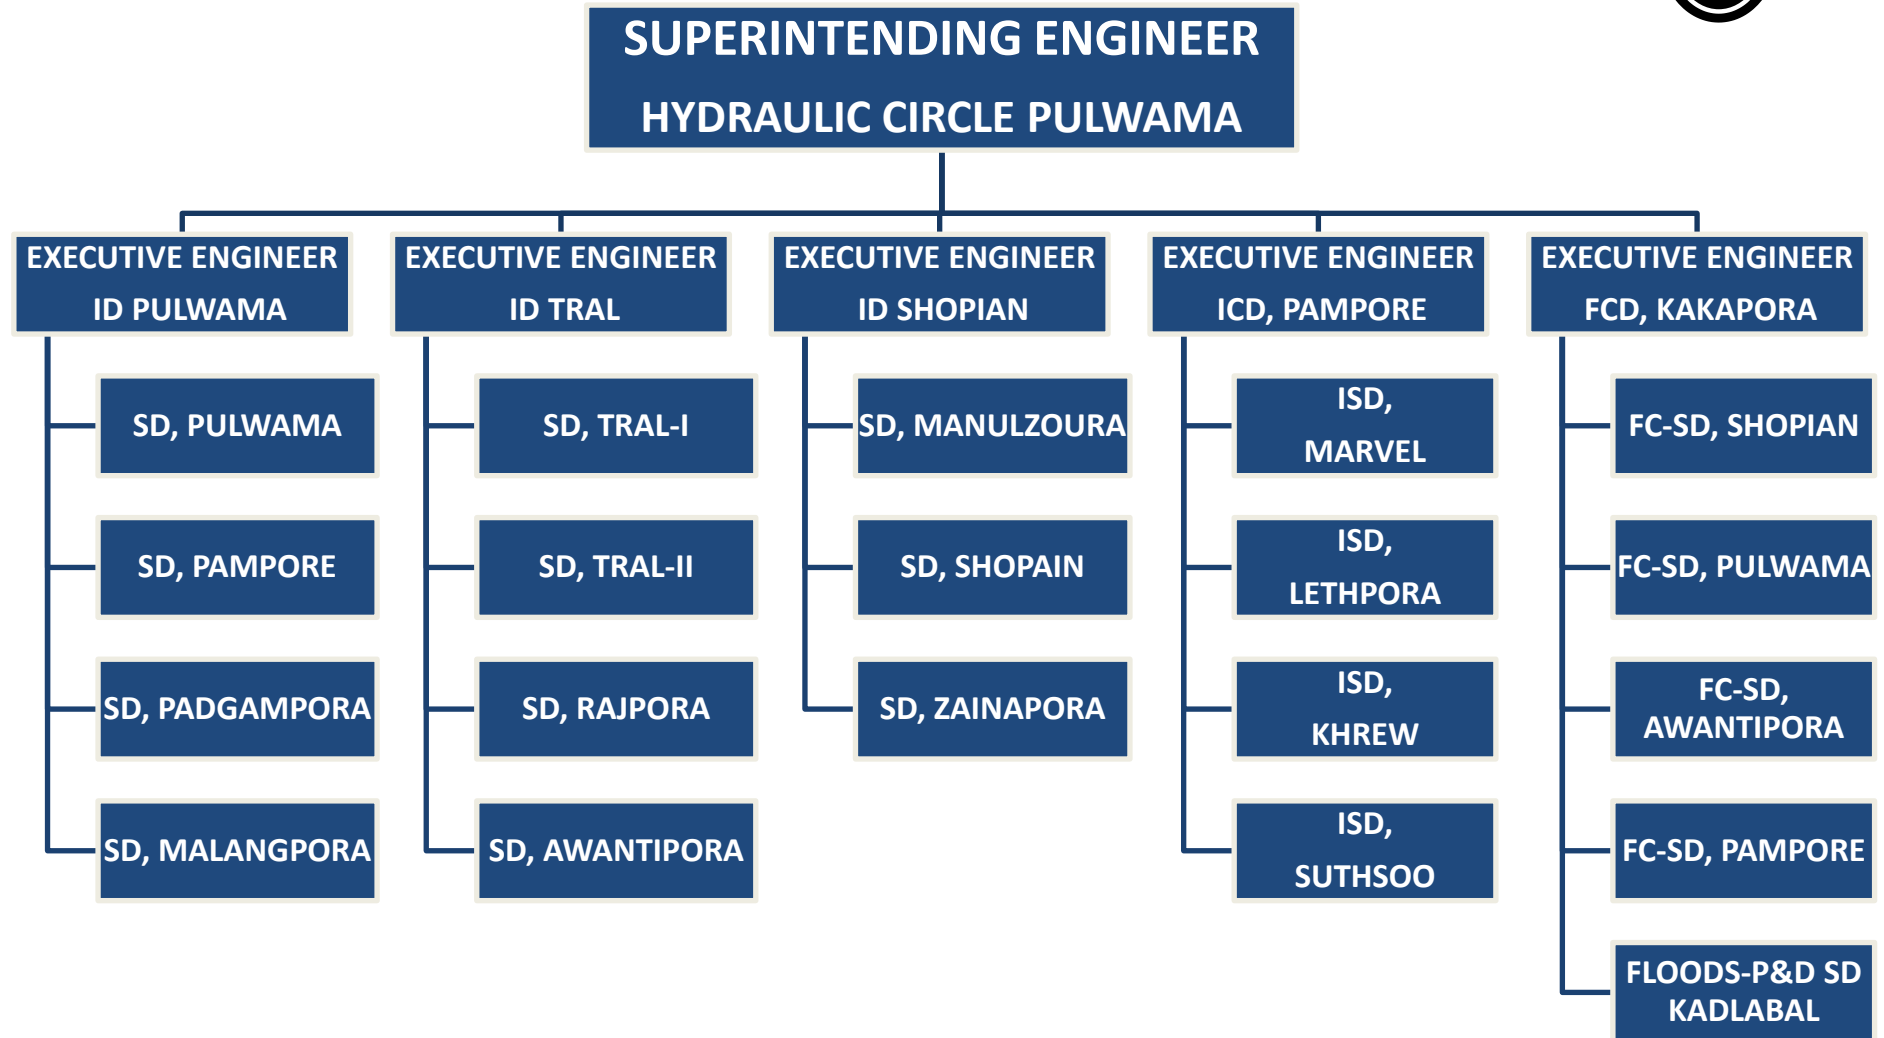 SUPERINTENDING ENGINEER
HYDRAULIC CIRCLE PULWAMA
EXECUTIVE ENGINEER
ID PULWAMA
SD, PULWAMA
SD, PAMPORE
SD, PADGAMPORA
SD, MALANGPORA
EXECUTIVE ENGINEER
ID TRAL
SD, TRAL-I
SD, TRAL-II
SD, RAJPORA
SD, AWANTIPORA
EXECUTIVE ENGINEER
ID SHOPIAN
SD, MANULZOURA
SD, SHOPAIN
SD, ZAINAPORA
EXECUTIVE ENGINEER
ICD, PAMPORE
ISD,
MARVEL
ISD,
LETHPORA
ISD,
KHREW
ISD,
SUTHSOO
EXECUTIVE ENGINEER
FCD, KAKAPORA
FC-SD, SHOPIAN
FC-SD, PULWAMA
FC-SD,
AWANTIPORA
FC-SD, PAMPORE
FLOODS-P&D SD
KADLABAL